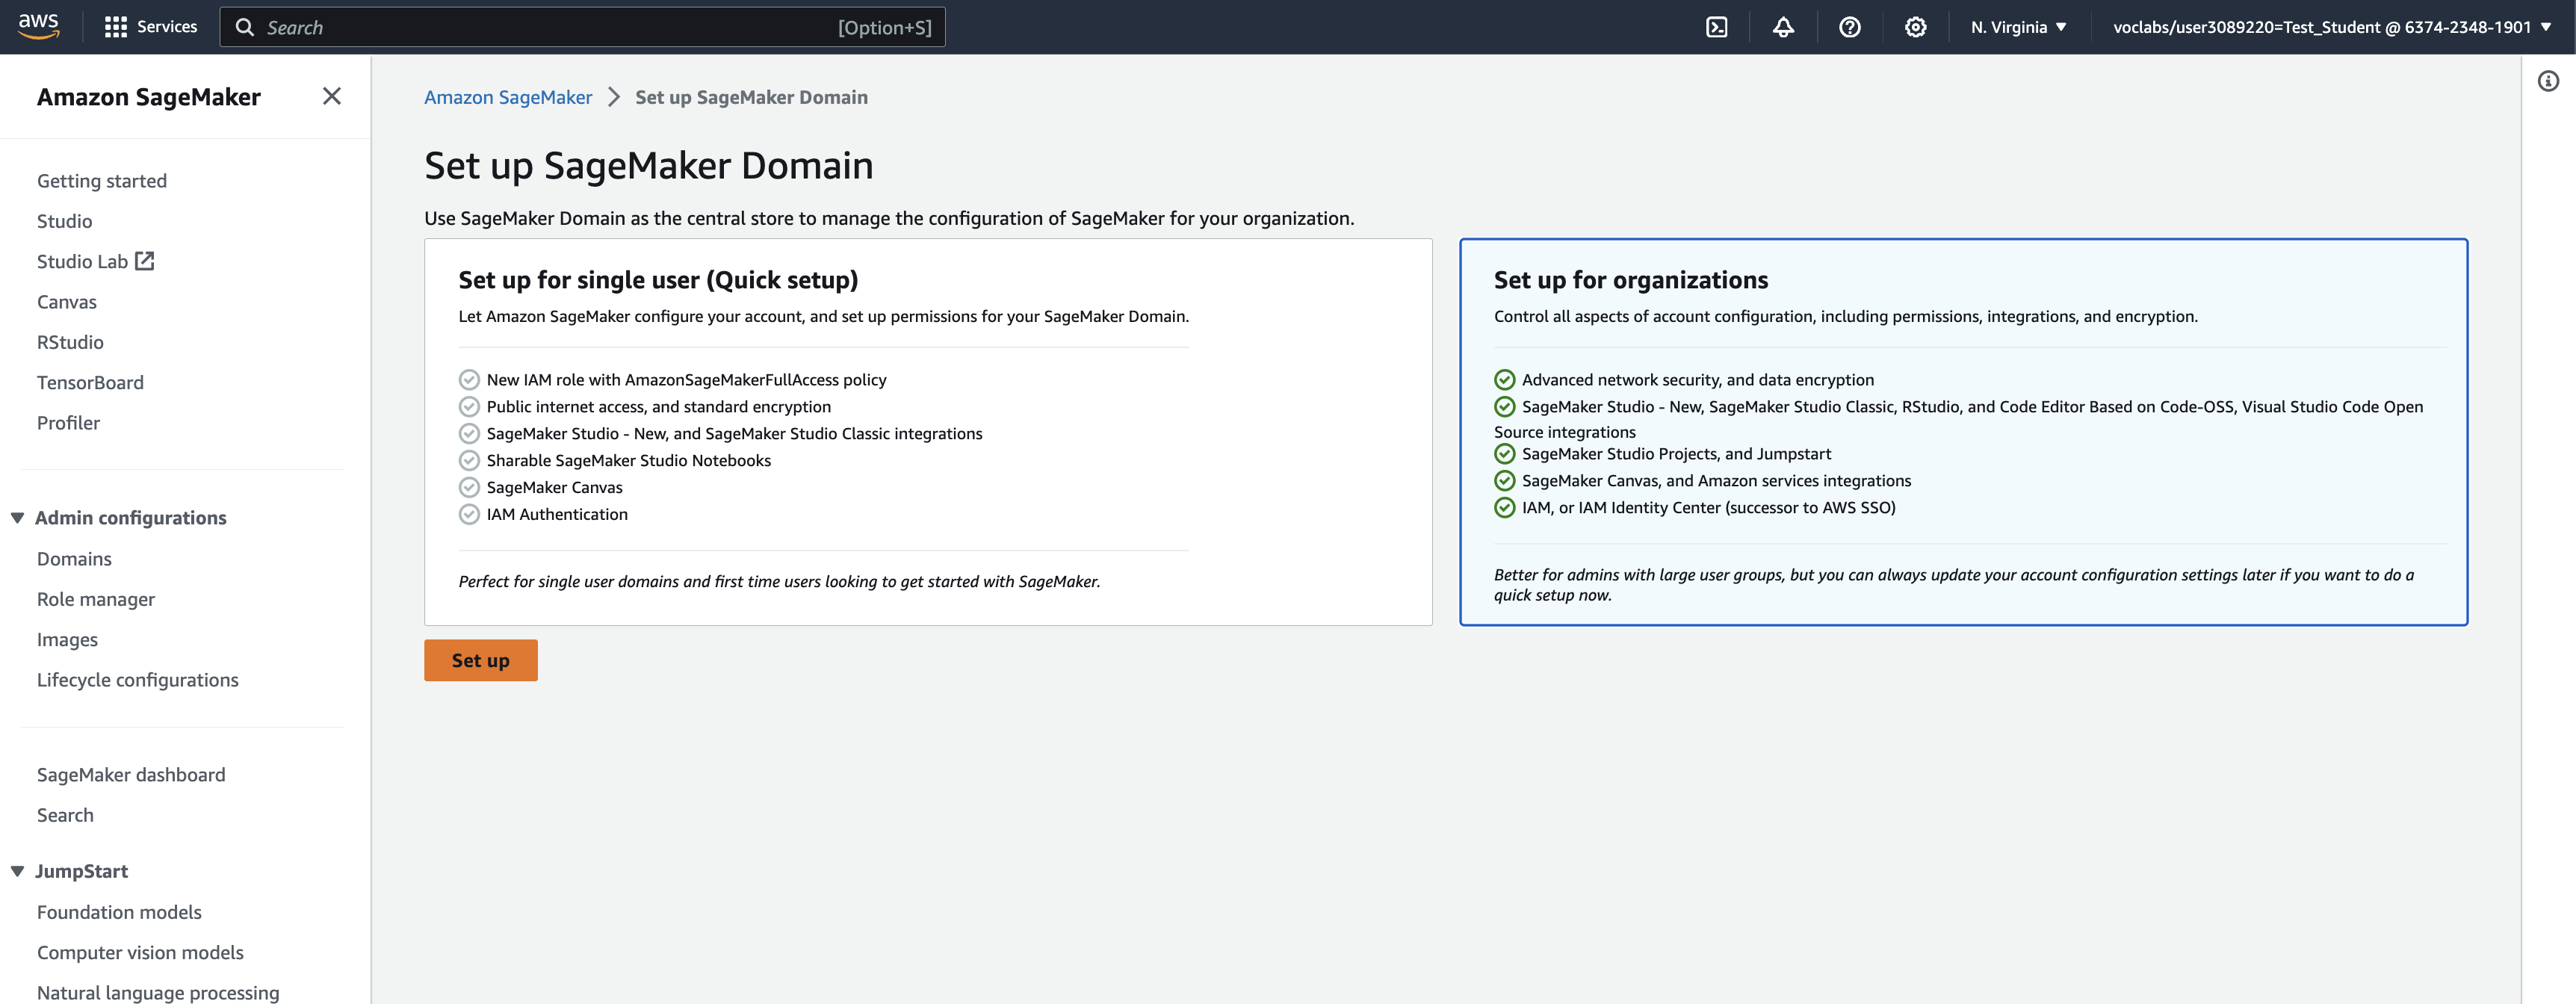 aws
Services
Search
[Option+S]
N. Virginia
voclabs/user3089220=Test_Student @ 6374-2348-1901
Amazon SageMaker
Getting started
Studio
Studio Lab
Canvas
RStudio
TensorBoard
Profiler
Admin configurations
Domains
Role manager
Images
Lifecycle configurations
SageMaker dashboard
Search
JumpStart
Foundation models
Computer vision models
Natural language processing
Amazon SageMaker
Set up SageMaker Domain
Set up SageMaker Domain
Use SageMaker Domain as the central store to manage the configuration of SageMaker for your organization.
Set up for single user (Quick setup)
Let Amazon SageMaker configure your account, and set up permissions for your SageMaker Domain.
New IAM role with AmazonSageMakerFullAccess policy
Public internet access, and standard encryption
SageMaker Studio - New, and SageMaker Studio Classic integrations
Sharable SageMaker Studio Notebooks
SageMaker Canvas
IAM Authentication
Perfect for single user domains and first time users looking to get started with SageMaker.
Set up for organizations
Control all aspects of account configuration, including permissions, integrations, and encryption.
Advanced network security, and data encryption
SageMaker Studio - New, SageMaker Studio Classic, RStudio, and Code Editor Based on Code-OSS, Visual Studio Code Open
Source integrations
SageMaker Studio Projects, and Jumpstart
SageMaker Canvas, and Amazon services integrations
IAM, or IAM Identity Center (successor to AWS SSO)
Better for admins with large user groups, but you can always update your account configuration settings later if you want to do a
quick setup now.
Set up